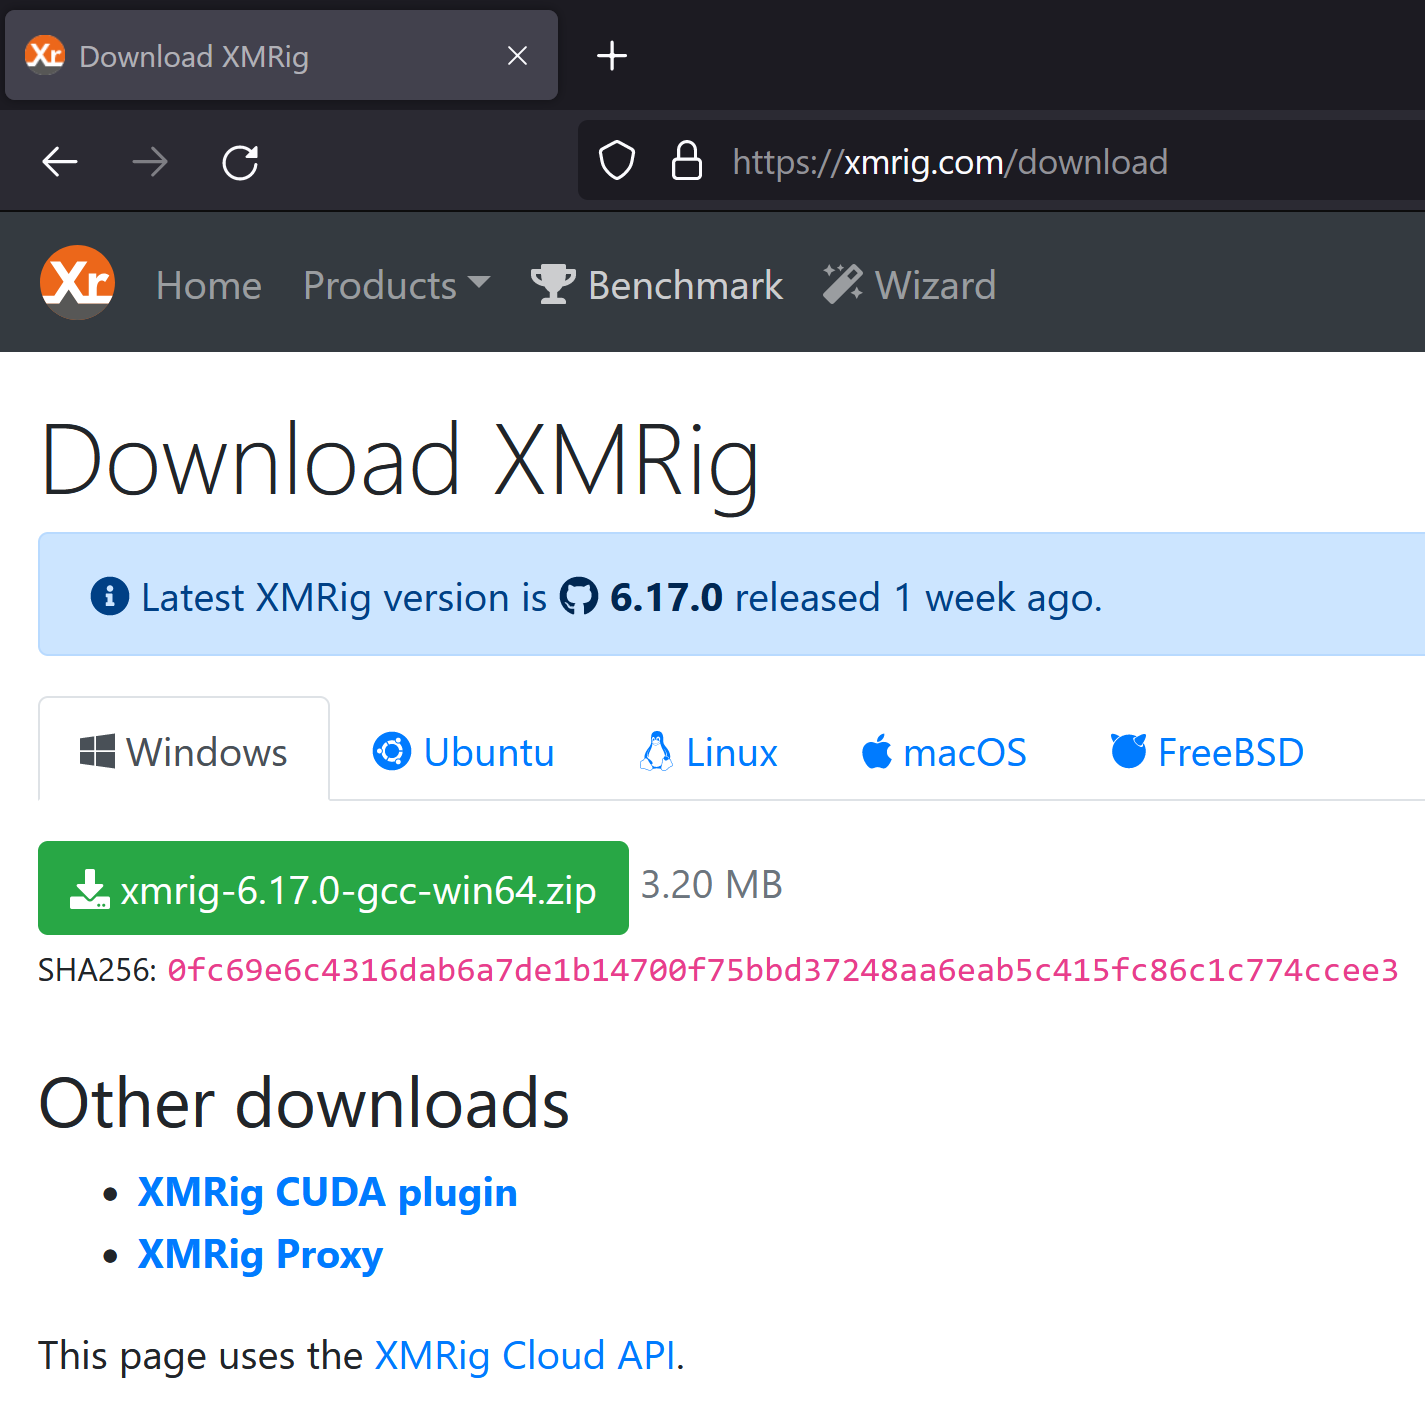 Download XMRig
https://xmrig.com/download
Xr Home Products Benchmark Wizard
Download XMRig
Latest XMRig version is 6.17.0 released 1 week ago.
Windows Ubuntu Linux macOS FreeBSD
xmrig-6.17.0-gcc-win64.zip 3.20 MB
SHA256: 0fc69e6c4316dab6a7de1b14700f75bbd37248aa6eab5c415fc86c1c774ccee3
Other downloads
XMRig CUDA plugin
XMRig Proxy
This page uses the XMRig Cloud API.